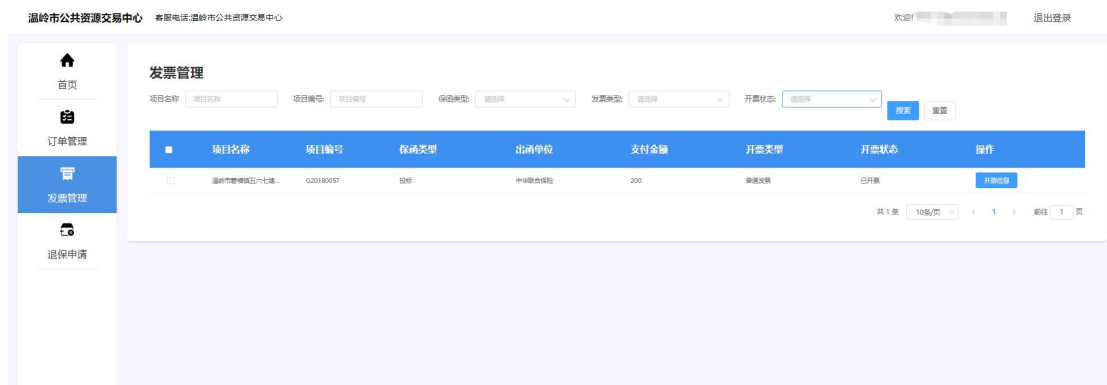 温岭市公共资源交易中心 客服电话:温岭市公共资源交易中心 欢迎! 退出登录
首页
订单管理
发票管理
退保申请
发票管理
项目名称 项目名称 项目编号: 项目编号 保函类型: 请选择 发票类型: 请选择 开票状态: 请选择 搜索 重置
项目名称 项目编号 保函类型 出函单位 支付金额 开票类型 开票状态 操作
温岭市箬横镇五六七塘... G20180057 投标 中华联合保险 200 普通发票 已开票 开票信息
共 1 条 10条/页 1 前往 1 页